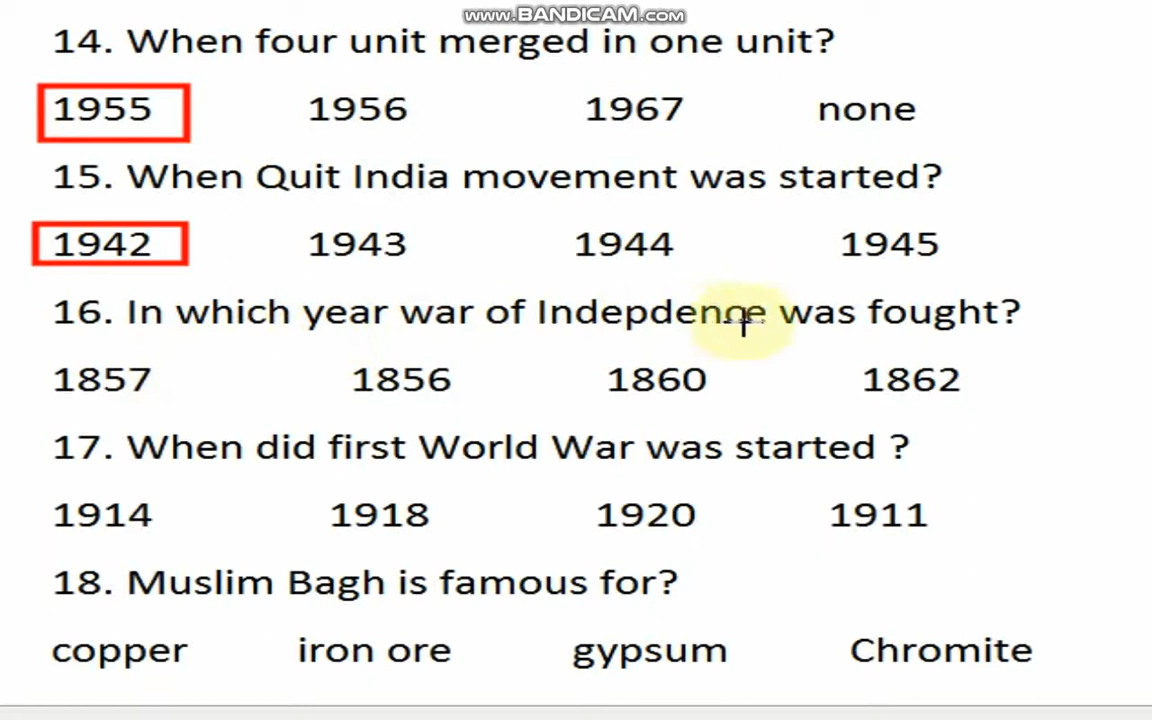 www.BANDICAM.com
14. When four unit merged in one unit?
1955 1956 1967 none
15. When Quit India movement was started?
1942 1943 1944 1945
16. In which year war of Indepdence was fought?
1857 1856 1860 1862
17. When did first World War was started ?
1914 1918 1920 1911
18. Muslim Bagh is famous for?
copper iron ore gypsum Chromite